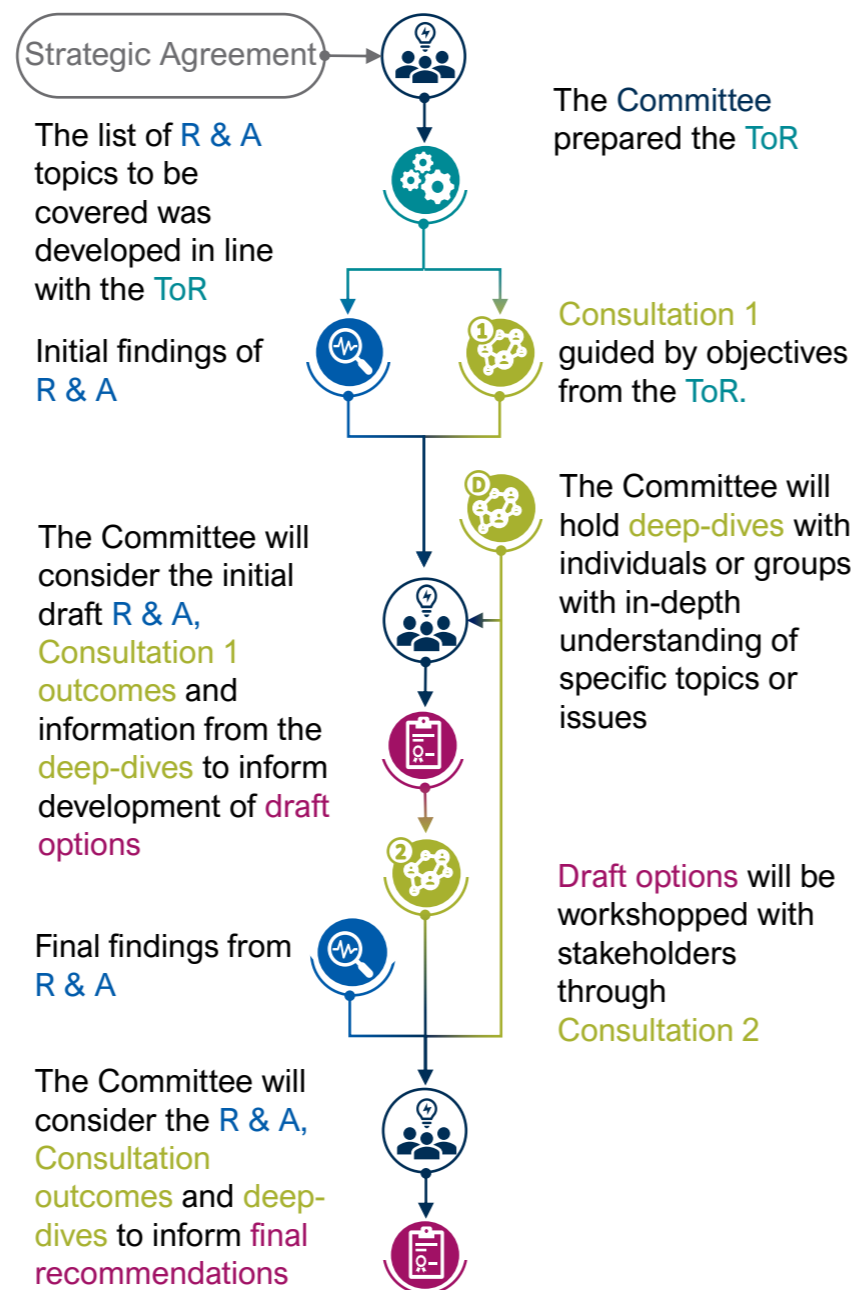 Strategic Agreement
The Committee
prepared the ToR
The list of R & A
topics to be
covered was
developed in line
with the ToR
1
Consultation 1
guided by objectives
from the ToR.
Initial findings of
R & A
D
The Committee will
hold deep-dives with
individuals or groups
with in-depth
understanding of
specific topics or
issues
The Committee will
consider the initial
draft R & A,
Consultation 1
outcomes and
information from the
deep-dives to inform
development of draft
options
2
Draft options will be
workshopped with
stakeholders
through
Consultation 2
Final findings from
R & A
The Committee will
consider the R & A,
Consultation
outcomes and deep-
dives to inform final
recommendations